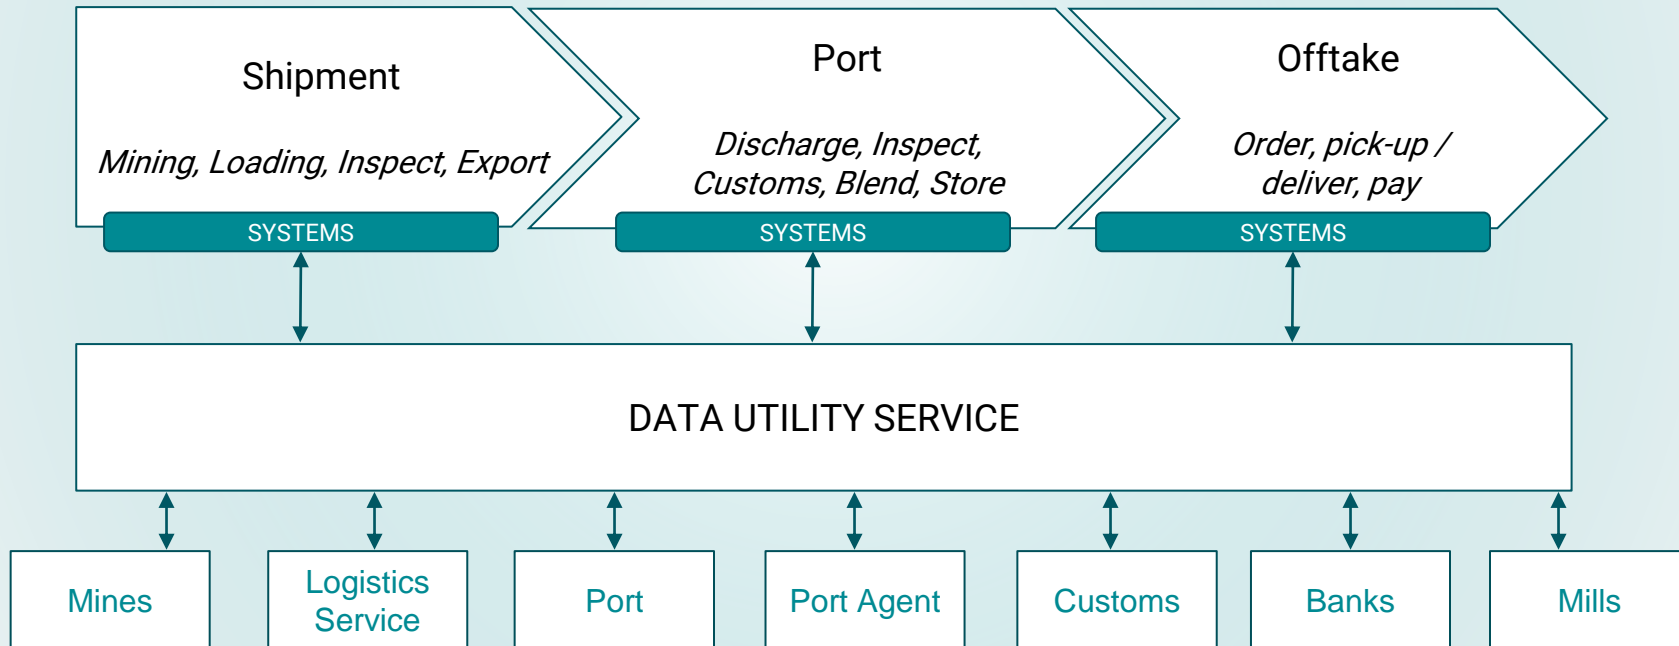 Shipment
Mining, Loading, Inspect, Export
SYSTEMS
Port
Discharge, Inspect,
Customs, Blend, Store
SYSTEMS
Offtake
Order, pick-up /
deliver, pay
SYSTEMS
DATA UTILITY SERVICE
Mines
Logistics
Service
Port
Port Agent
Customs
Banks
Mills